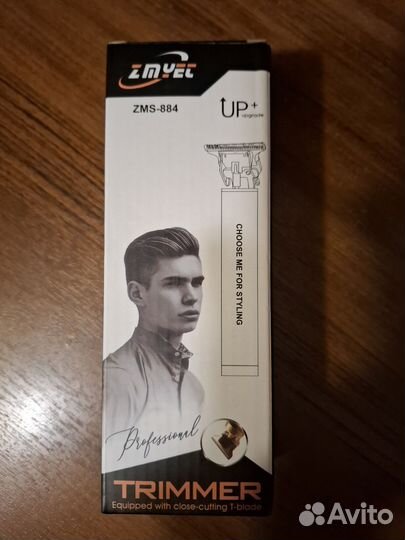 ZMYEC
ZMS-884
UP+
upgrade
CHOOSE ME FOR STYLING
Professional
TRIMMER
Equipped with close-cutting T-blade
Avito